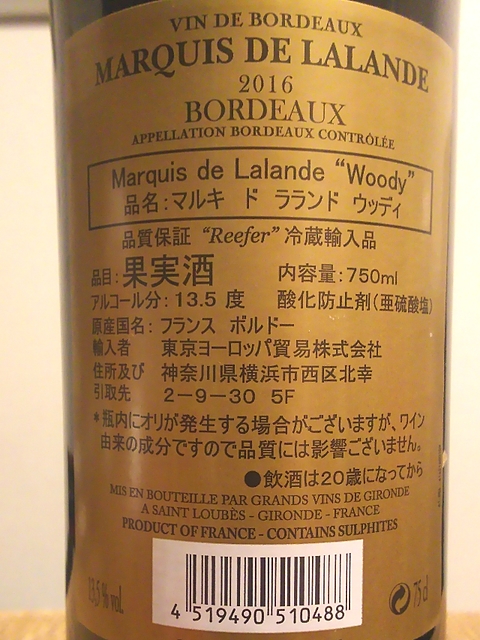 VIN DE BORDEAUX
MARQUIS DE LALANDE
2016
BORDEAUX
APPELLATION BORDEAUX CONTRÔLÉE
Marquis de Lalande “Woody”
品名:マルキ ド ラランド ウッディ
品質保証 “Reefer” 冷蔵輸入品
品目:果実酒 内容量:750ml
アルコール分:13.5 度 酸化防止剤(亜硫酸塩)
原産国名:フランス ボルドー
輸入者 東京ヨーロッパ貿易株式会社
住所及び 神奈川県横浜市西区北幸
引取先 2-9-30 5F
*瓶内にオリが発生する場合がございますが、ワイン
由来の成分ですので品質には影響ございません。
●飲酒は20歳になってから
MIS EN BOUTEILLE PAR GRANDS VINS DE GIRONDE
A SAINT LOUBÈS - GIRONDE - FRANCE
PRODUCT OF FRANCE - CONTAINS SULPHITES
13,5 % vol. 75 cl
4 519490 510488